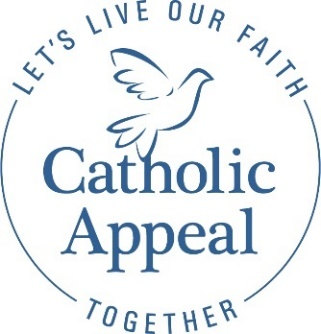 LET'S LIVE OUR FAITH
Catholic
Appeal
TOGETHER